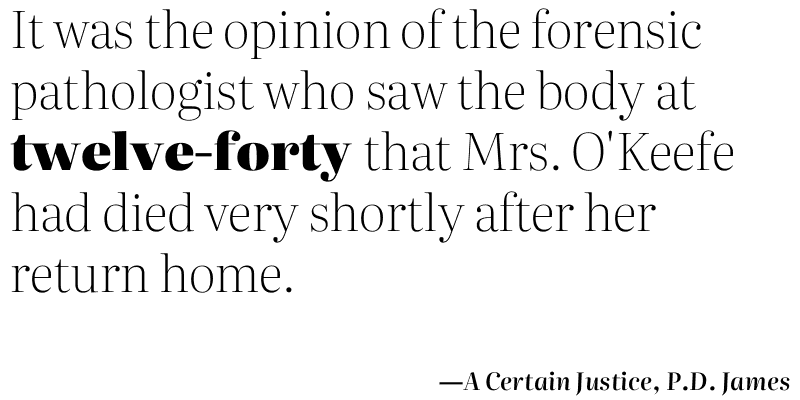 It was the opinion of the forensic
pathologist who saw the body at
twelve-forty that Mrs. O'Keefe
had died very shortly after her
return home.
—A Certain Justice, P.D. James